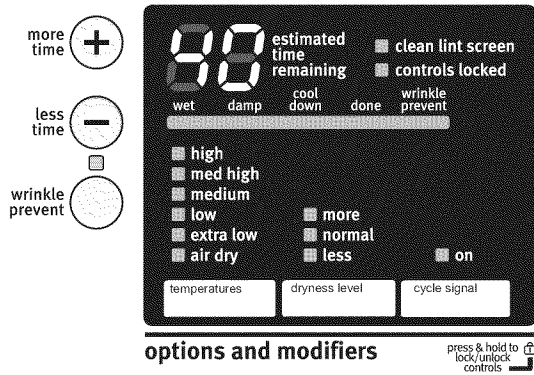 more
time
+
less
time
−
wrinkle
prevent
40
estimated
time
remaining
clean lint screen
controls locked
wet damp cool down done wrinkle prevent
high
med high
medium
low
extra low
air dry
more
normal
less
on
temperatures
dryness level
cycle signal
options and modifiers
press & hold to
lock/unlock
controls